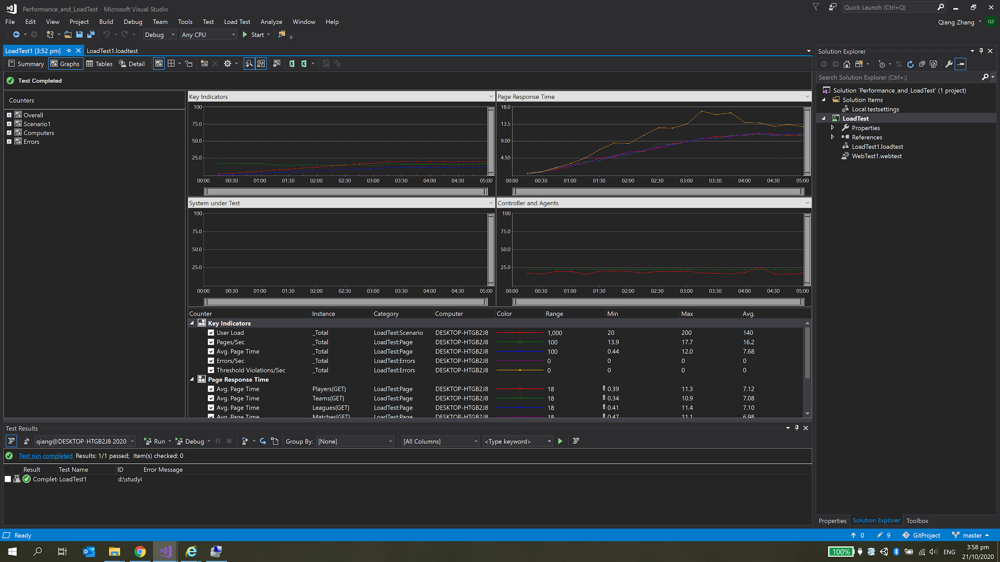 Performance_and_LoadTest - Microsoft Visual Studio
Quick Launch (Ctrl+Q)
File Edit View Project Build Debug Team Tools Test Load Test Analyze Window Help
Qiang Zhang QZ
Debug Any CPU Start
LoadTest1 [3:52 pm] LoadTest1.loadtest
Summary Graphs Tables Detail
Test Completed
Counters
Overall
Scenario1
Computers
Errors
Key Indicators
100
75.0
50.0
25.0
00:00 00:30 01:00 01:30 02:00 02:30 03:00 03:30 04:00 04:30 05:00
Page Response Time
18.0
13.5
9.00
4.50
00:00 00:30 01:00 01:30 02:00 02:30 03:00 03:30 04:00 04:30 05:00
System under Test
100
75.0
50.0
25.0
00:00 00:30 01:00 01:30 02:00 02:30 03:00 03:30 04:00 04:30 05:00
Controller and Agents
100
75.0
50.0
25.0
00:00 00:30 01:00 01:30 02:00 02:30 03:00 03:30 04:00 04:30 05:00
Counter Instance Category Computer Color Range Min Max Avg.
Key Indicators
User Load _Total LoadTest:Scenario DESKTOP-HTGB2J8 1,000 20 200 140
Pages/Sec _Total LoadTest:Page DESKTOP-HTGB2J8 100 13.9 17.7 16.2
Avg. Page Time _Total LoadTest:Page DESKTOP-HTGB2J8 100 0.44 12.0 7.68
Errors/Sec _Total LoadTest:Errors DESKTOP-HTGB2J8 0 0 0 0
Threshold Violations/Sec _Total LoadTest:Errors DESKTOP-HTGB2J8 0 0 0 0
Page Response Time
Avg. Page Time Players{GET} LoadTest:Page DESKTOP-HTGB2J8 18 0.39 11.3 7.12
Avg. Page Time Teams{GET} LoadTest:Page DESKTOP-HTGB2J8 18 0.34 10.9 7.08
Avg. Page Time Leagues{GET} LoadTest:Page DESKTOP-HTGB2J8 18 0.41 11.4 7.10
Avg. Page Time Matches{GET} LoadTest:Page DESKTOP-HTGB2J8 18 0.47 11.1 6.98
Test Results
qiang@DESKTOP-HTGB2J8 2020- Run Debug Group By: [None] [All Columns] <Type keyword>
Test run completed Results: 1/1 passed; Item(s) checked: 0
Result Test Name ID Error Message
Complet LoadTest1 d:\studyi
Solution Explorer
Search Solution Explorer (Ctrl+;)
Solution 'Performance_and_LoadTest' (1 project)
Solution Items
Local.testsettings
LoadTest
Properties
References
LoadTest1.loadtest
WebTest1.webtest
Properties Solution Explorer Toolbox
Ready 0 9 GitProject master
100% ENG
3:58 pm
21/10/2020